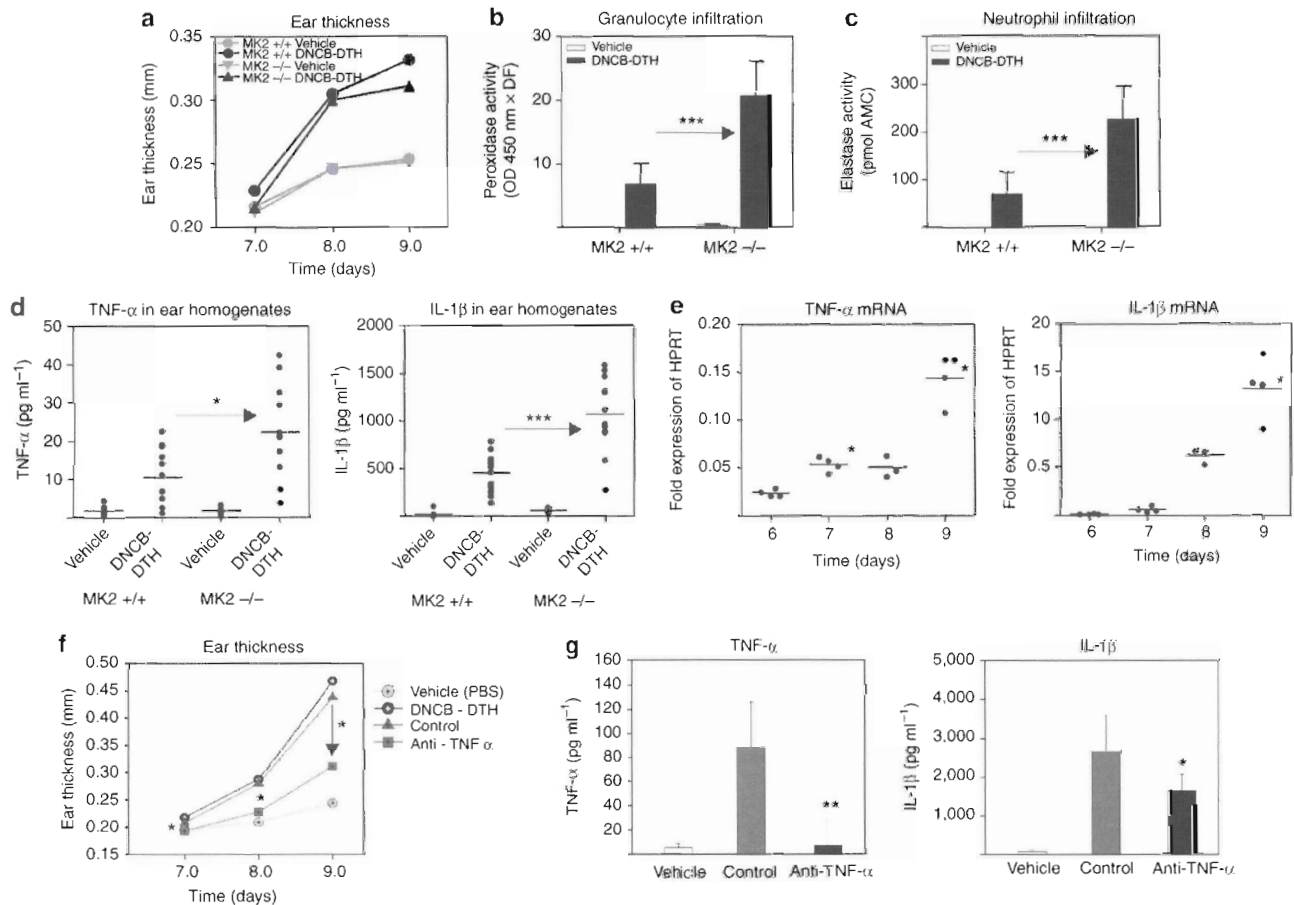 a
Ear thickness
0.35
0.30
0.25
0.20
Ear thickness (mm)
MK2 +/+ Vehicle
MK2 +/+ DNCB-DTH
MK2 –/– Vehicle
MK2 –/– DNCB-DTH
7.0 8.0 9.0
Time (days)
b
Granulocyte infiltration
Vehicle
DNCB-DTH
30
20
10
Peroxidase activity
(OD 450 nm × DF)
***
MK2 +/+ MK2 –/–
c
Neutrophil infiltration
Vehicle
DNCB-DTH
300
200
100
Elastase activity
(pmol AMC)
***
MK2 +/+ MK2 –/–
d
TNF-α in ear homogenates
50
40
30
20
10
TNF-α (pg ml⁻¹)
*
Vehicle
DNCB-
DTH
Vehicle
DNCB-
DTH
MK2 +/+ MK2 –/–
IL-1β in ear homogenates
2000
1500
1000
500
IL-1β (pg ml⁻¹)
***
Vehicle
DNCB-
DTH
Vehicle
DNCB-
DTH
MK2 +/+ MK2 –/–
e
TNF-α mRNA
0.20
0.15
0.10
0.05
Fold expression of HPRT
*
*
6 7 8 9
Time (days)
IL-1β mRNA
20
15
10
5
0
Fold expression of HPRT
*
6 7 8 9
Time (days)
f
Ear thickness
0.50
0.45
0.40
0.35
0.30
0.25
0.20
0.15
Ear thickness (mm)
*
*
*
Vehicle (PBS)
DNCB - DTH
Control
Anti - TNF α
7.0 8.0 9.0
Time (days)
g
TNF-α
160
140
120
100
80
60
40
20
TNF-α (pg ml⁻¹)
**
Vehicle Control Anti-TNF-α
IL-1β
5,000
4,000
3,000
2,000
1,000
IL-1β (pg ml⁻¹)
*
Vehicle Control Anti-TNF-α